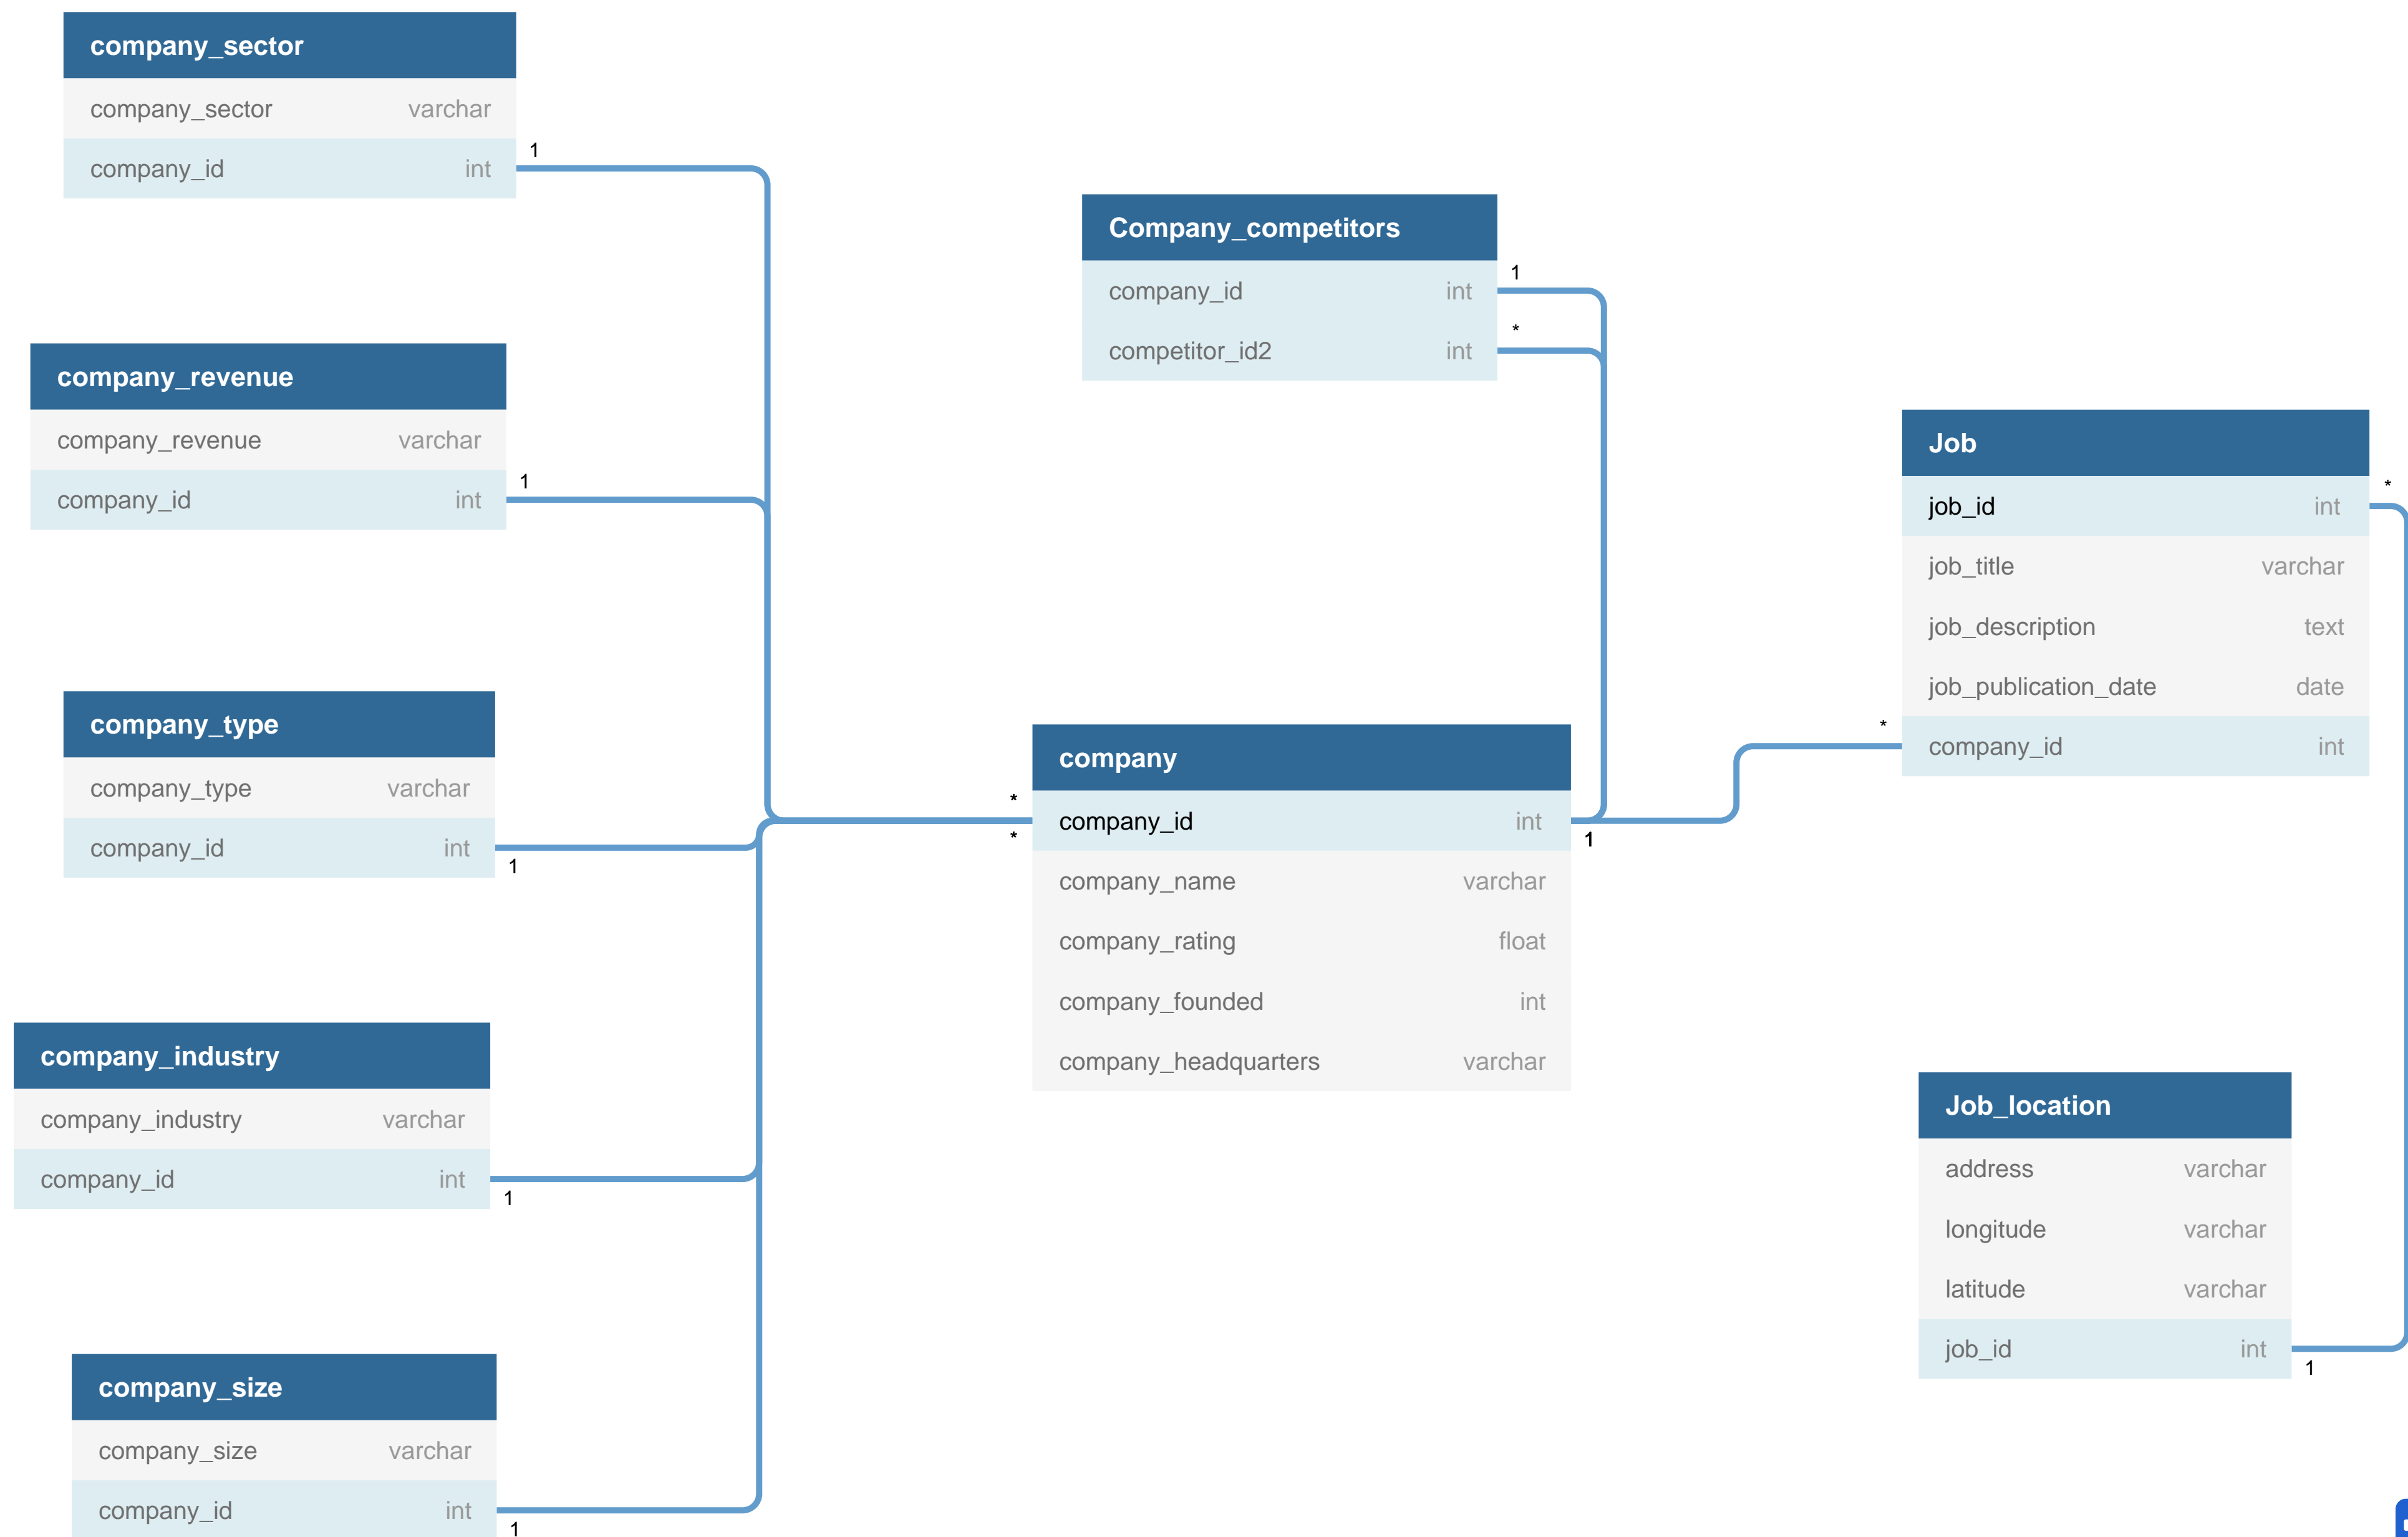 company_sector
company_sector varchar
company_id int
1
company_revenue
company_revenue varchar
company_id int
1
company_type
company_type varchar
company_id int
1
company_industry
company_industry varchar
company_id int
1
company_size
company_size varchar
company_id int
1
Company_competitors
company_id int
1
competitor_id2 int
*
company
*
company_id int
*
1
company_name varchar
company_rating float
company_founded int
company_headquarters varchar
Job
*
job_id int
job_title varchar
job_description text
job_publication_date date
*
company_id int
Job_location
address varchar
longitude varchar
latitude varchar
job_id int
1